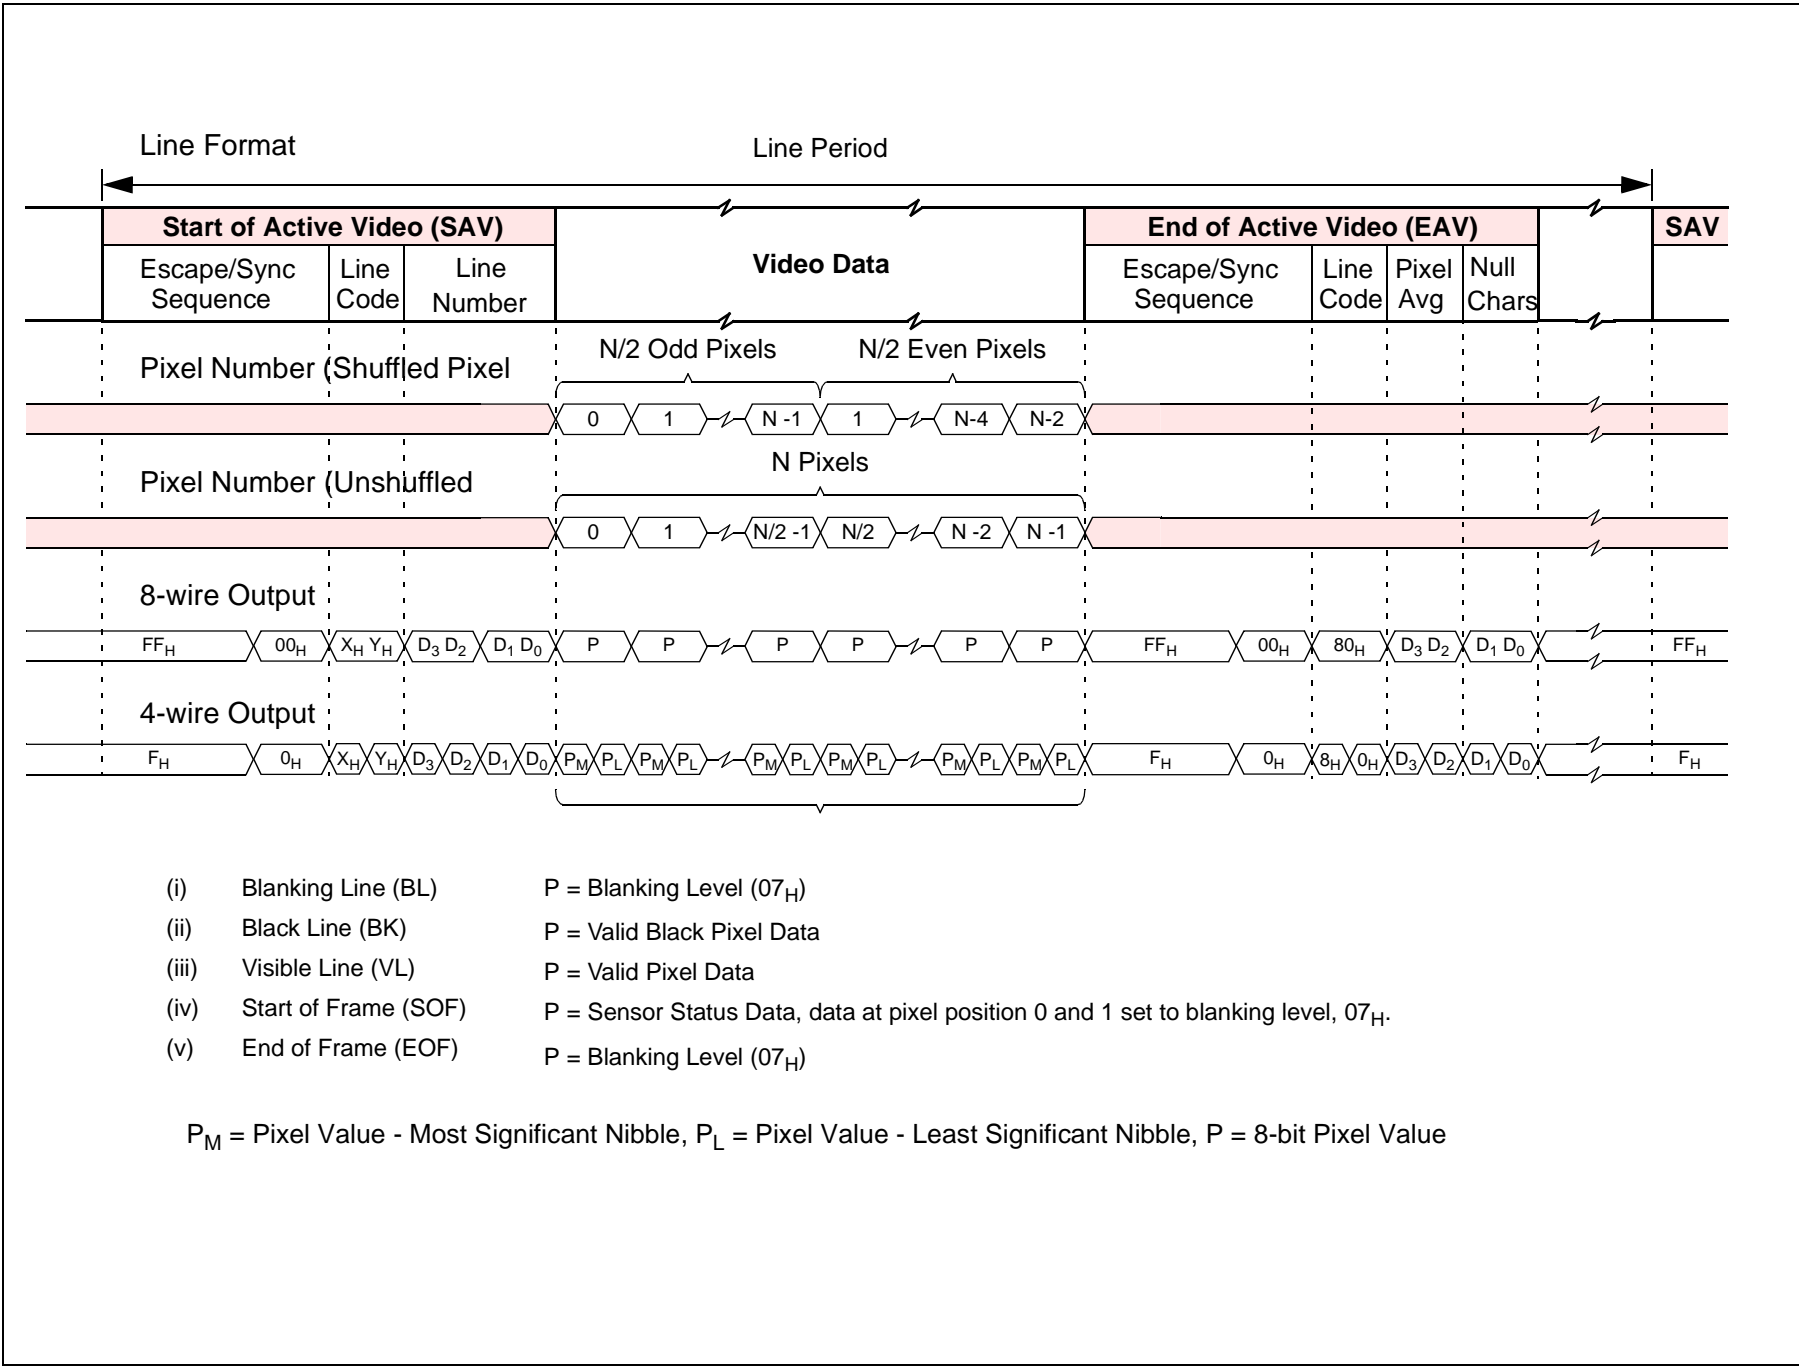 Line Format
Line Period
Start of Active Video (SAV)
End of Active Video (EAV)
SAV
Escape/Sync Sequence
Line Code
Line Number
Video Data
Escape/Sync Sequence
Line Code
Pixel Avg
Null Chars
N/2 Odd Pixels
N/2 Even Pixels
Pixel Number (Shuffled Pixel
0 1 N -1 1 N-4 N-2
N Pixels
Pixel Number (Unshuffled
0 1 N/2 -1 N/2 N -2 N -1
8-wire Output
FFH 00H XH YH D3 D2 D1 D0 P P P P P P FFH 00H 80H D3 D2 D1 D0 FFH
4-wire Output
FH 0H XH YH D3 D2 D1 D0 PM PL PM PL PM PL PM PL PM PL PM PL FH 0H 8H 0H D3 D2 D1 D0 FH
(i) Blanking Line (BL) P = Blanking Level (07H)
(ii) Black Line (BK) P = Valid Black Pixel Data
(iii) Visible Line (VL) P = Valid Pixel Data
(iv) Start of Frame (SOF) P = Sensor Status Data, data at pixel position 0 and 1 set to blanking level, 07H.
(v) End of Frame (EOF) P = Blanking Level (07H)
PM = Pixel Value - Most Significant Nibble, PL = Pixel Value - Least Significant Nibble, P = 8-bit Pixel Value